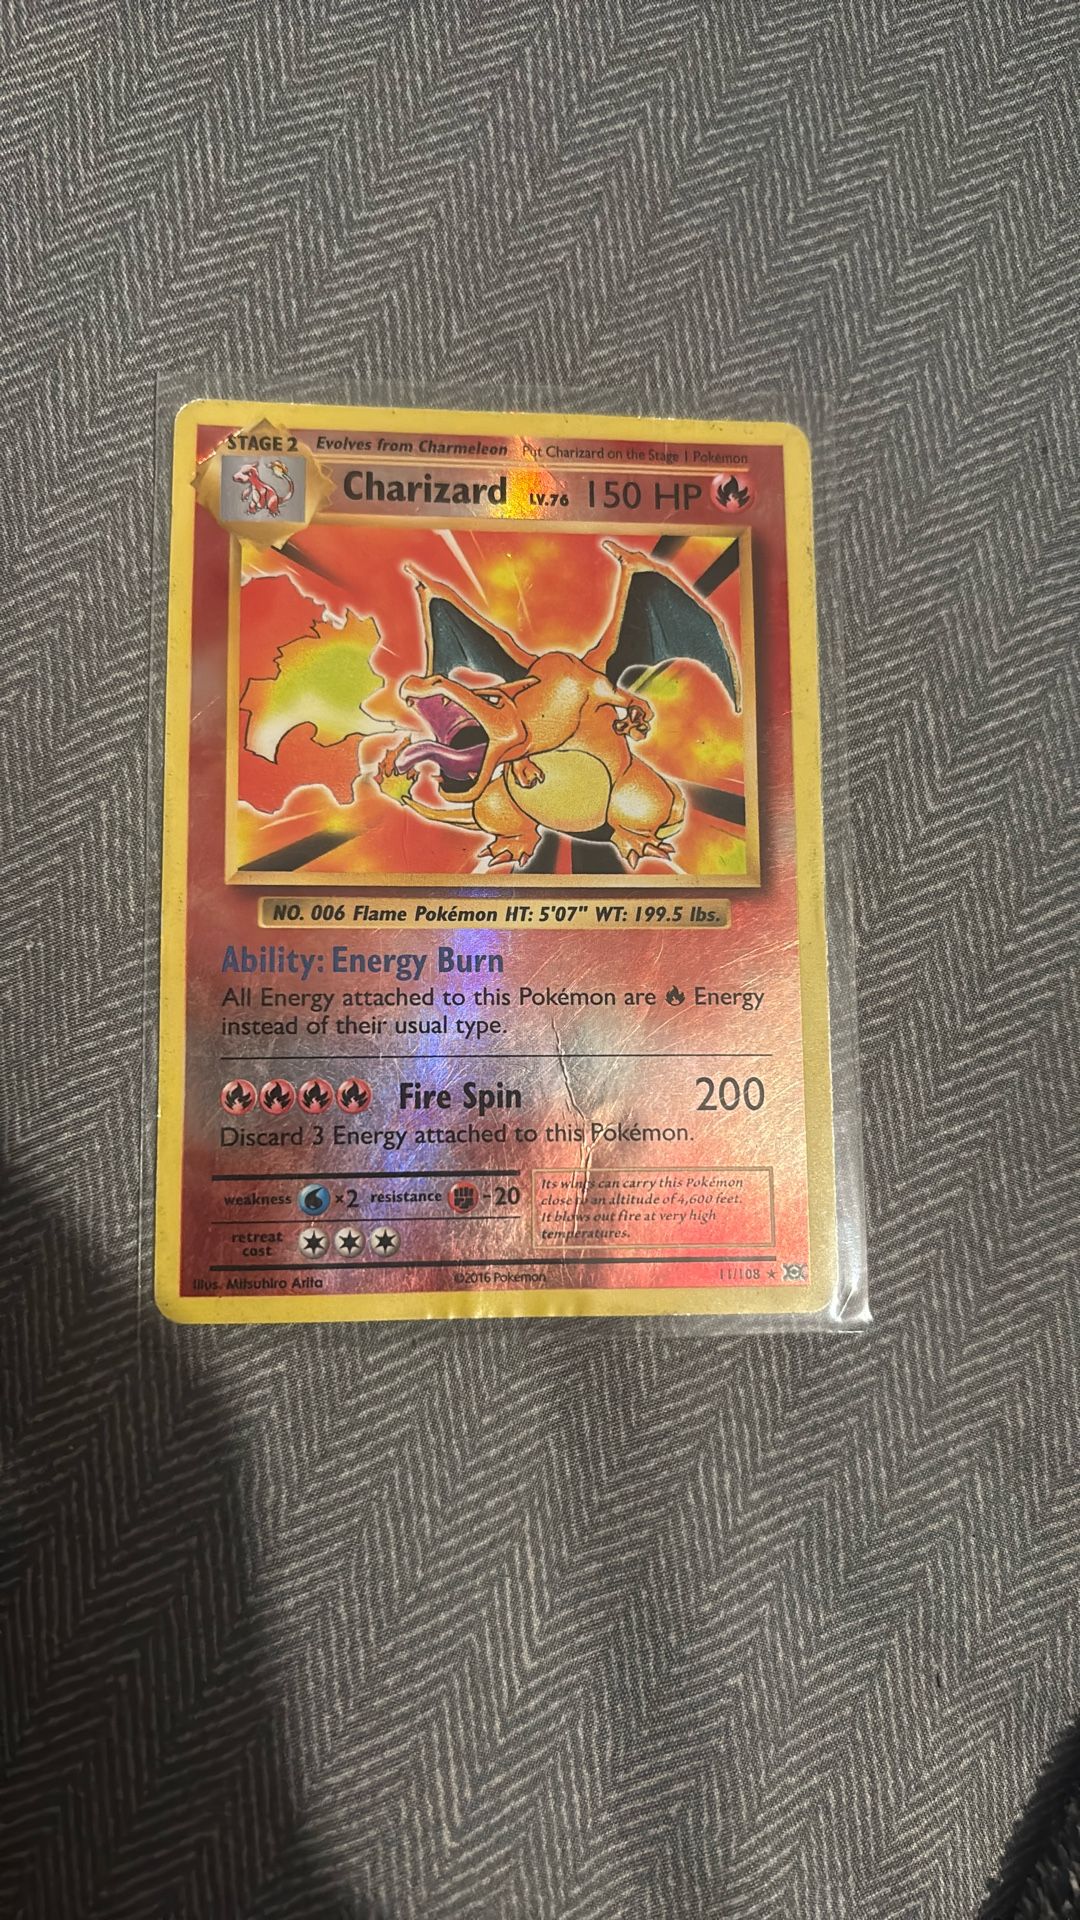 STAGE 2 Evolves from Charmeleon Put Charizard on the Stage 1 Pokémon
Charizard LV.76 150 HP
NO. 006 Flame Pokémon HT: 5'07" WT: 199.5 lbs.
Ability: Energy Burn
All Energy attached to this Pokémon are Energy
instead of their usual type.
Fire Spin 200
Discard 3 Energy attached to this Pokémon.
weakness ×2 resistance -20
retreat
cost
Its wings can carry this Pokémon
close to an altitude of 4,600 feet.
It blows out fire at very high
temperatures.
Illus. Mitsuhiro Arita ©2016 Pokémon 11/108 ★